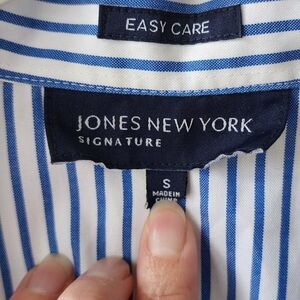 EASY CARE
JONES NEW YORK
SIGNATURE
S
MADE IN
CHINA